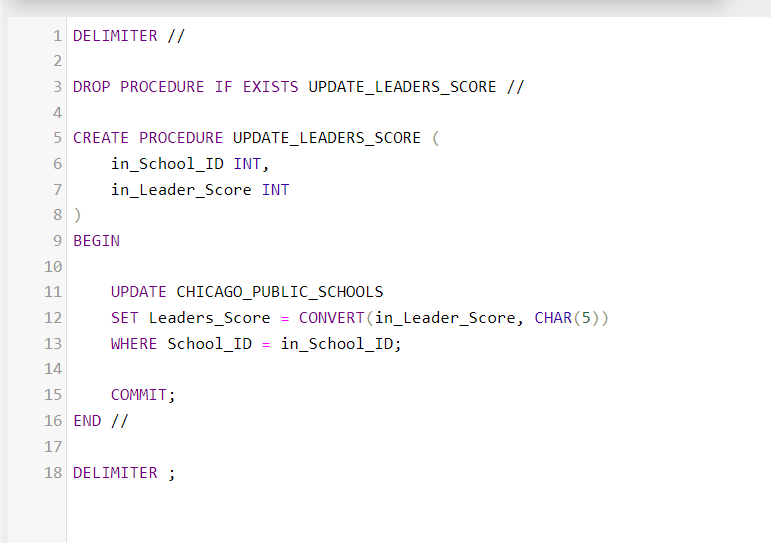 1 DELIMITER //
2
3 DROP PROCEDURE IF EXISTS UPDATE_LEADERS_SCORE //
4
5 CREATE PROCEDURE UPDATE_LEADERS_SCORE (
6     in_School_ID INT,
7     in_Leader_Score INT
8 )
9 BEGIN
10
11     UPDATE CHICAGO_PUBLIC_SCHOOLS
12     SET Leaders_Score = CONVERT(in_Leader_Score, CHAR(5))
13     WHERE School_ID = in_School_ID;
14
15     COMMIT;
16 END //
17
18 DELIMITER ;